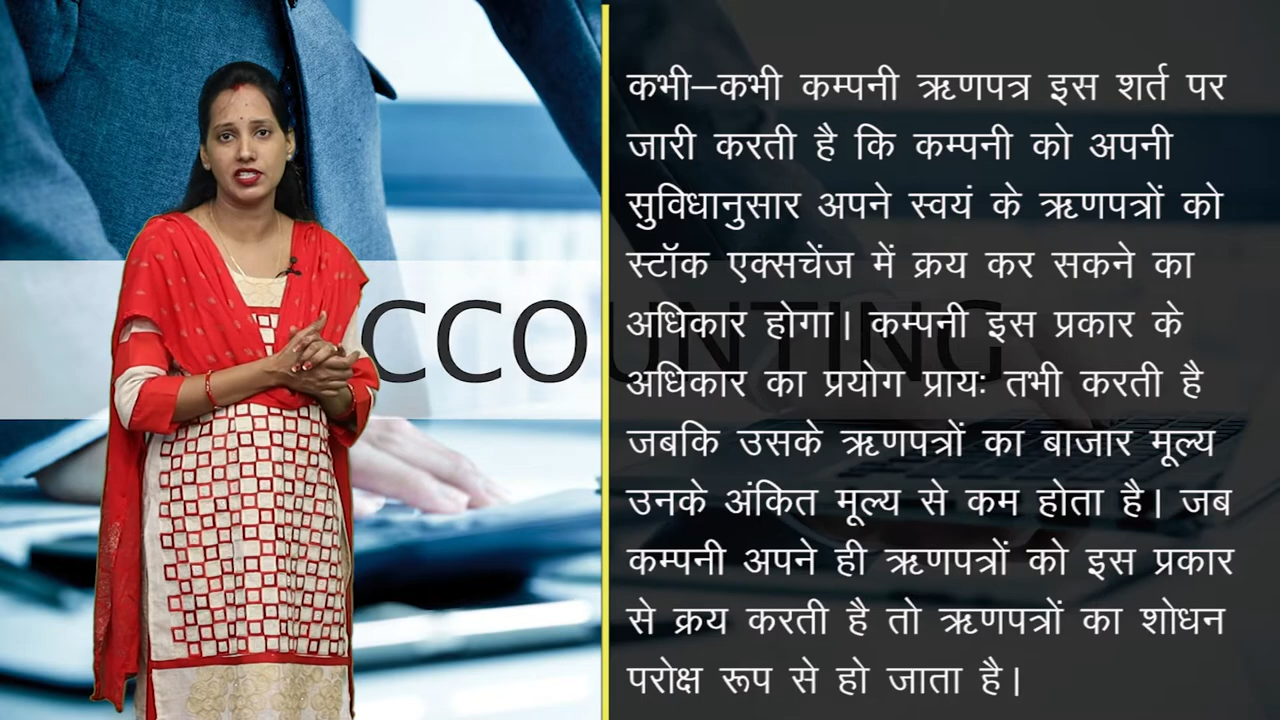 CCOUNTING
कभी–कभी कम्पनी ऋणपत्र इस शर्त पर
जारी करती है कि कम्पनी को अपनी
सुविधानुसार अपने स्वयं के ऋणपत्रों को
स्टॉक एक्सचेंज में क्रय कर सकने का
अधिकार होगा। कम्पनी इस प्रकार के
अधिकार का प्रयोग प्रायः तभी करती है
जबकि उसके ऋणपत्रों का बाजार मूल्य
उनके अंकित मूल्य से कम होता है। जब
कम्पनी अपने ही ऋणपत्रों को इस प्रकार
से क्रय करती है तो ऋणपत्रों का शोधन
परोक्ष रूप से हो जाता है।